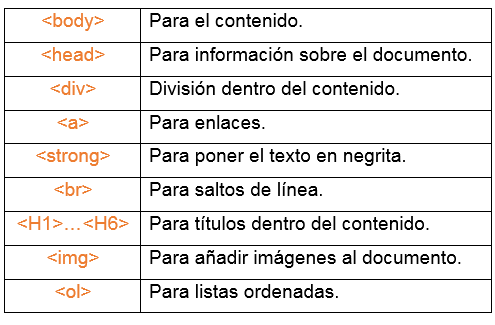 <body> Para el contenido.
<head> Para información sobre el documento.
<div> División dentro del contenido.
<a> Para enlaces.
<strong> Para poner el texto en negrita.
<br> Para saltos de línea.
<H1>…<H6> Para títulos dentro del contenido.
<img> Para añadir imágenes al documento.
<ol> Para listas ordenadas.